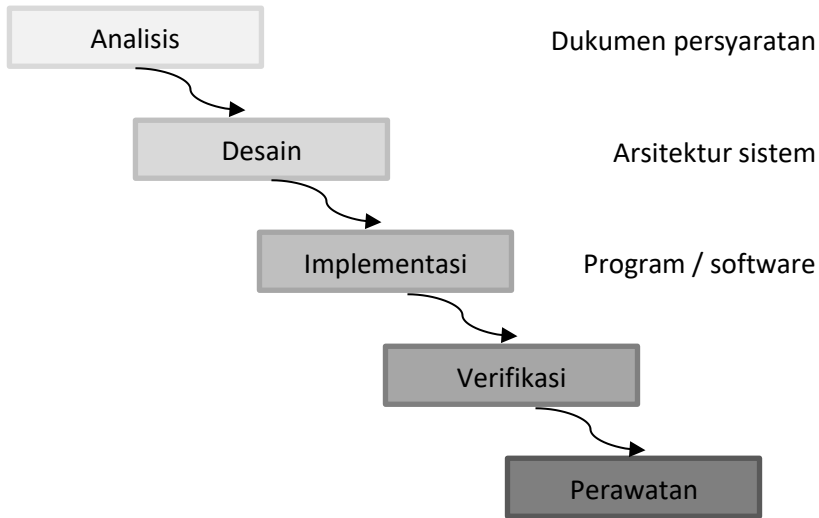 Analisis
Dukumen persyaratan
Desain
Arsitektur sistem
Implementasi
Program / software
Verifikasi
Perawatan